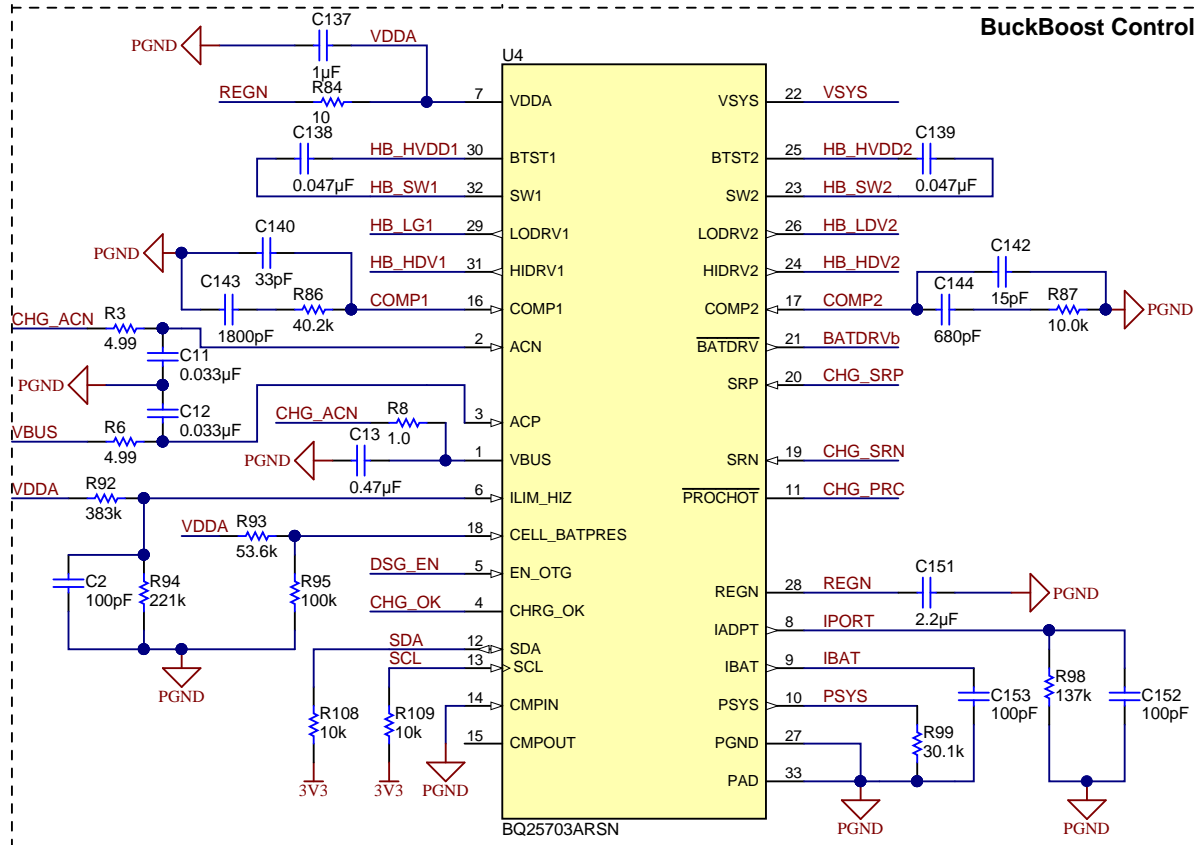 BuckBoost Control
C137
VDDA
PGND
1µF
REGN
R84
10
U4
7
VDDA
VSYS
22
VSYS
C138
0.047µF
HB_HVDD1
30
BTST1
BTST2
25
HB_HVDD2
C139
0.047µF
HB_SW1
32
SW1
SW2
23
HB_SW2
HB_LG1
29
LODRV1
LODRV2
26
HB_LDV2
HB_HDV1
31
HIDRV1
HIDRV2
24
HB_HDV2
C140
33pF
PGND
C143
1800pF
R86
40.2k
COMP1
16
COMP1
COMP2
17
COMP2
C142
15pF
C144
680pF
R87
10.0k
PGND
CHG_ACN
R3
4.99
2
ACN
BATDRV
21
BATDRVb
C11
0.033µF
PGND
C12
0.033µF
SRP
20
CHG_SRP
VBUS
R6
4.99
3
ACP
CHG_ACN
R8
1.0
C13
0.47µF
PGND
1
VBUS
SRN
19
CHG_SRN
VDDA
R92
383k
6
ILIM_HIZ
PROCHOT
11
CHG_PRC
VDDA
R93
53.6k
18
CELL_BATPRES
C2
100pF
R94
221k
R95
100k
PGND
DSG_EN
5
EN_OTG
REGN
28
REGN
C151
2.2µF
PGND
CHG_OK
4
CHRG_OK
IADPT
8
IPORT
SDA
12
SDA
SCL
13
SCL
IBAT
9
IBAT
14
CMPIN
PSYS
10
PSYS
R98
137k
C152
100pF
C153
100pF
R99
30.1k
R108
10k
R109
10k
15
CMPOUT
PGND
27
PAD
33
3V3
3V3
PGND
PGND
PGND
BQ25703ARSN